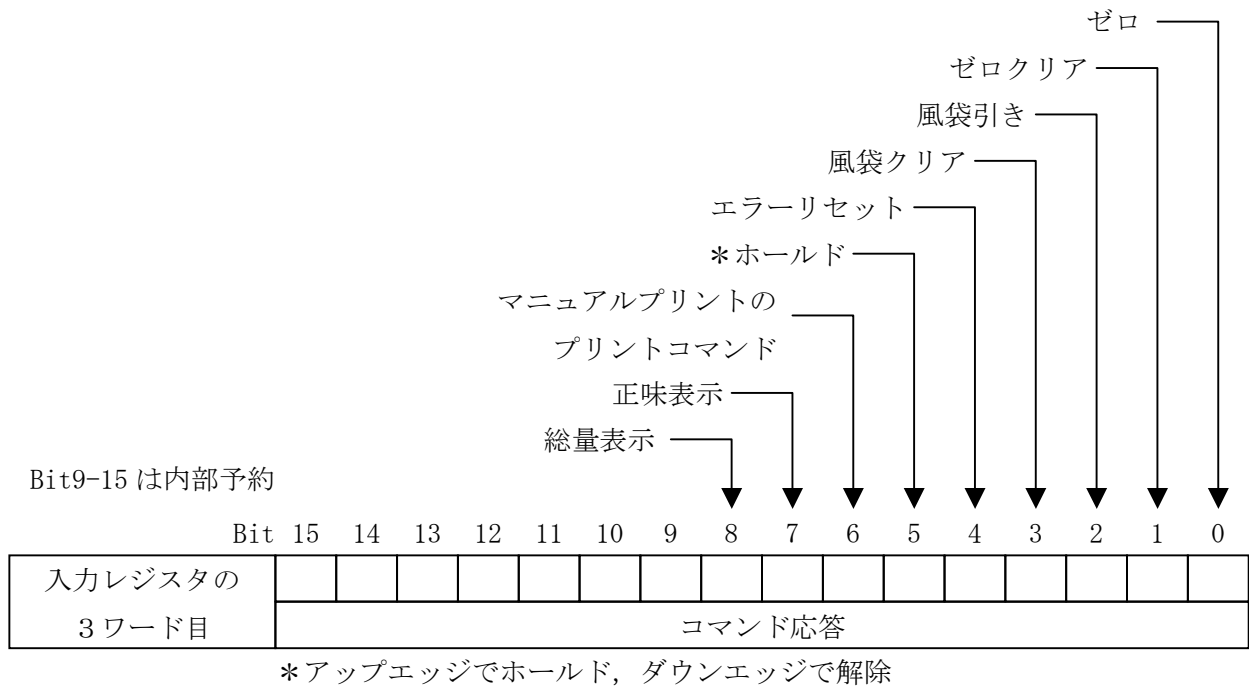 ゼロ
ゼロクリア
風袋引き
風袋クリア
エラーリセット
＊ホールド
マニュアルプリントの
プリントコマンド
正味表示
総量表示
Bit9-15は内部予約
Bit 15 14 13 12 11 10 9 8 7 6 5 4 3 2 1 0
入力レジスタの
３ワード目
コマンド応答
＊アップエッジでホールド，ダウンエッジで解除